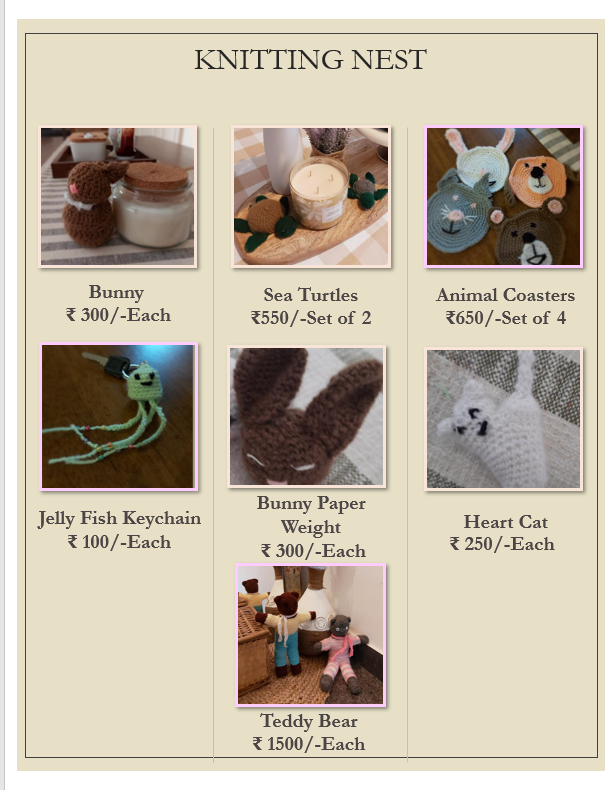 KNITTING NEST
Bunny
₹ 300/-Each
Sea Turtles
₹550/-Set of 2
Animal Coasters
₹650/-Set of 4
Jelly Fish Keychain
₹ 100/-Each
Bunny Paper
Weight
₹ 300/-Each
Heart Cat
₹ 250/-Each
Teddy Bear
₹ 1500/-Each